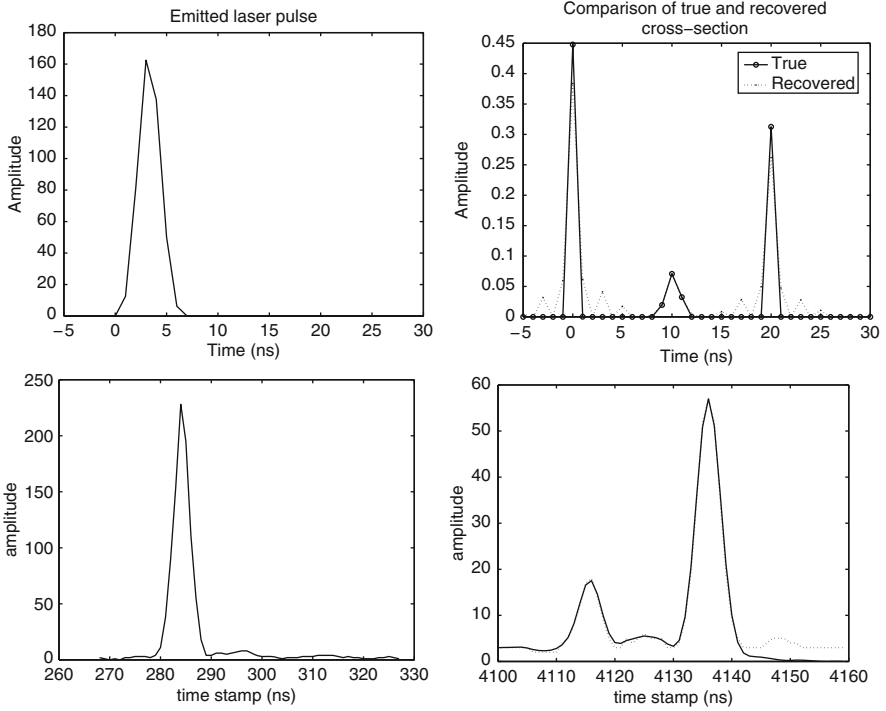 Emitted laser pulse
180
160
140
120
100
80
60
40
20
0
Amplitude
−5 0 5 10 15 20 25 30
Time (ns)
Comparison of true and recovered
cross−section
0.45
0.4
0.35
0.3
0.25
0.2
0.15
0.1
0.05
0
Amplitude
True
Recovered
−5 0 5 10 15 20 25 30
Time (ns)
250
200
150
100
50
0
amplitude
260 270 280 290 300 310 320 330
time stamp (ns)
60
50
40
30
20
10
0
amplitude
4100 4110 4120 4130 4140 4150 4160
time stamp (ns)